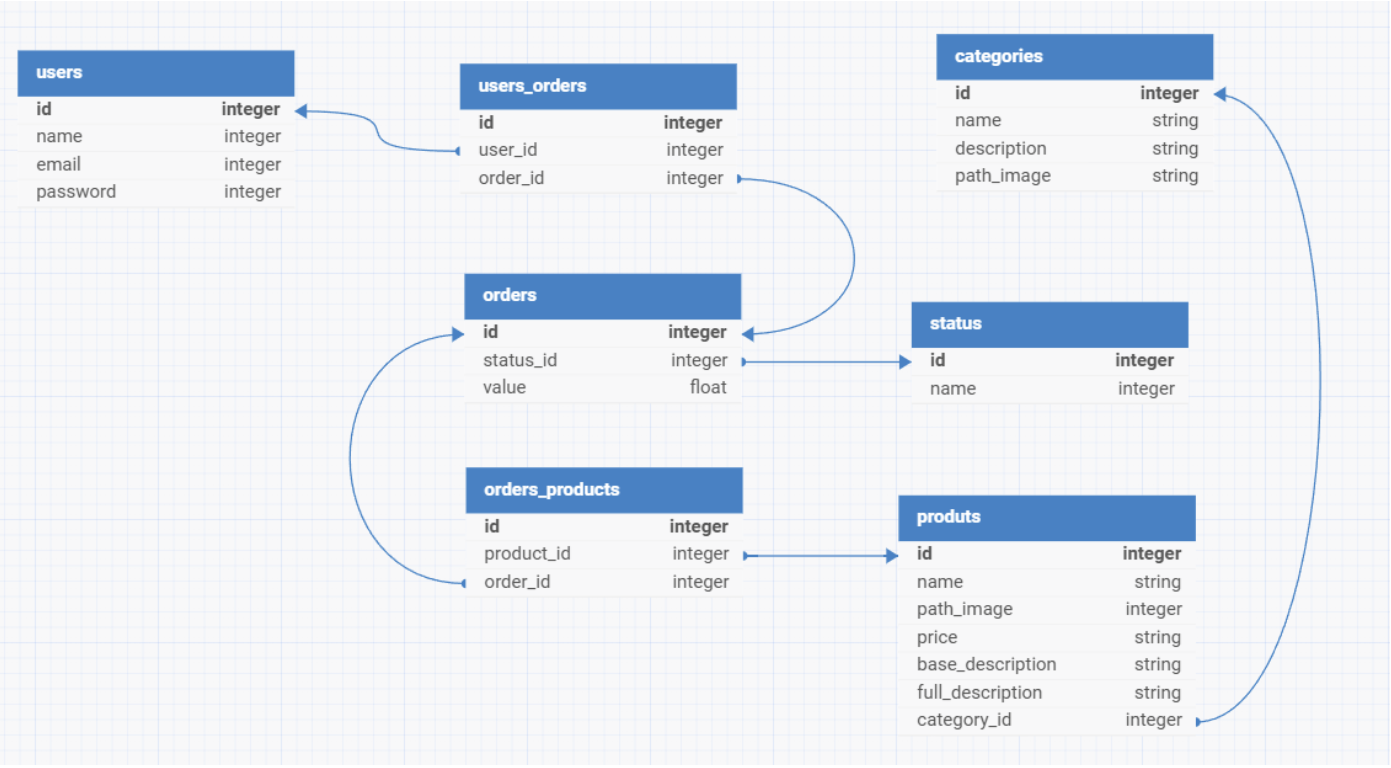 users
id integer
name integer
email integer
password integer
users_orders
id integer
user_id integer
order_id integer
categories
id integer
name string
description string
path_image string
orders
id integer
status_id integer
value float
status
id integer
name integer
orders_products
id integer
product_id integer
order_id integer
produts
id integer
name string
path_image integer
price string
base_description string
full_description string
category_id integer